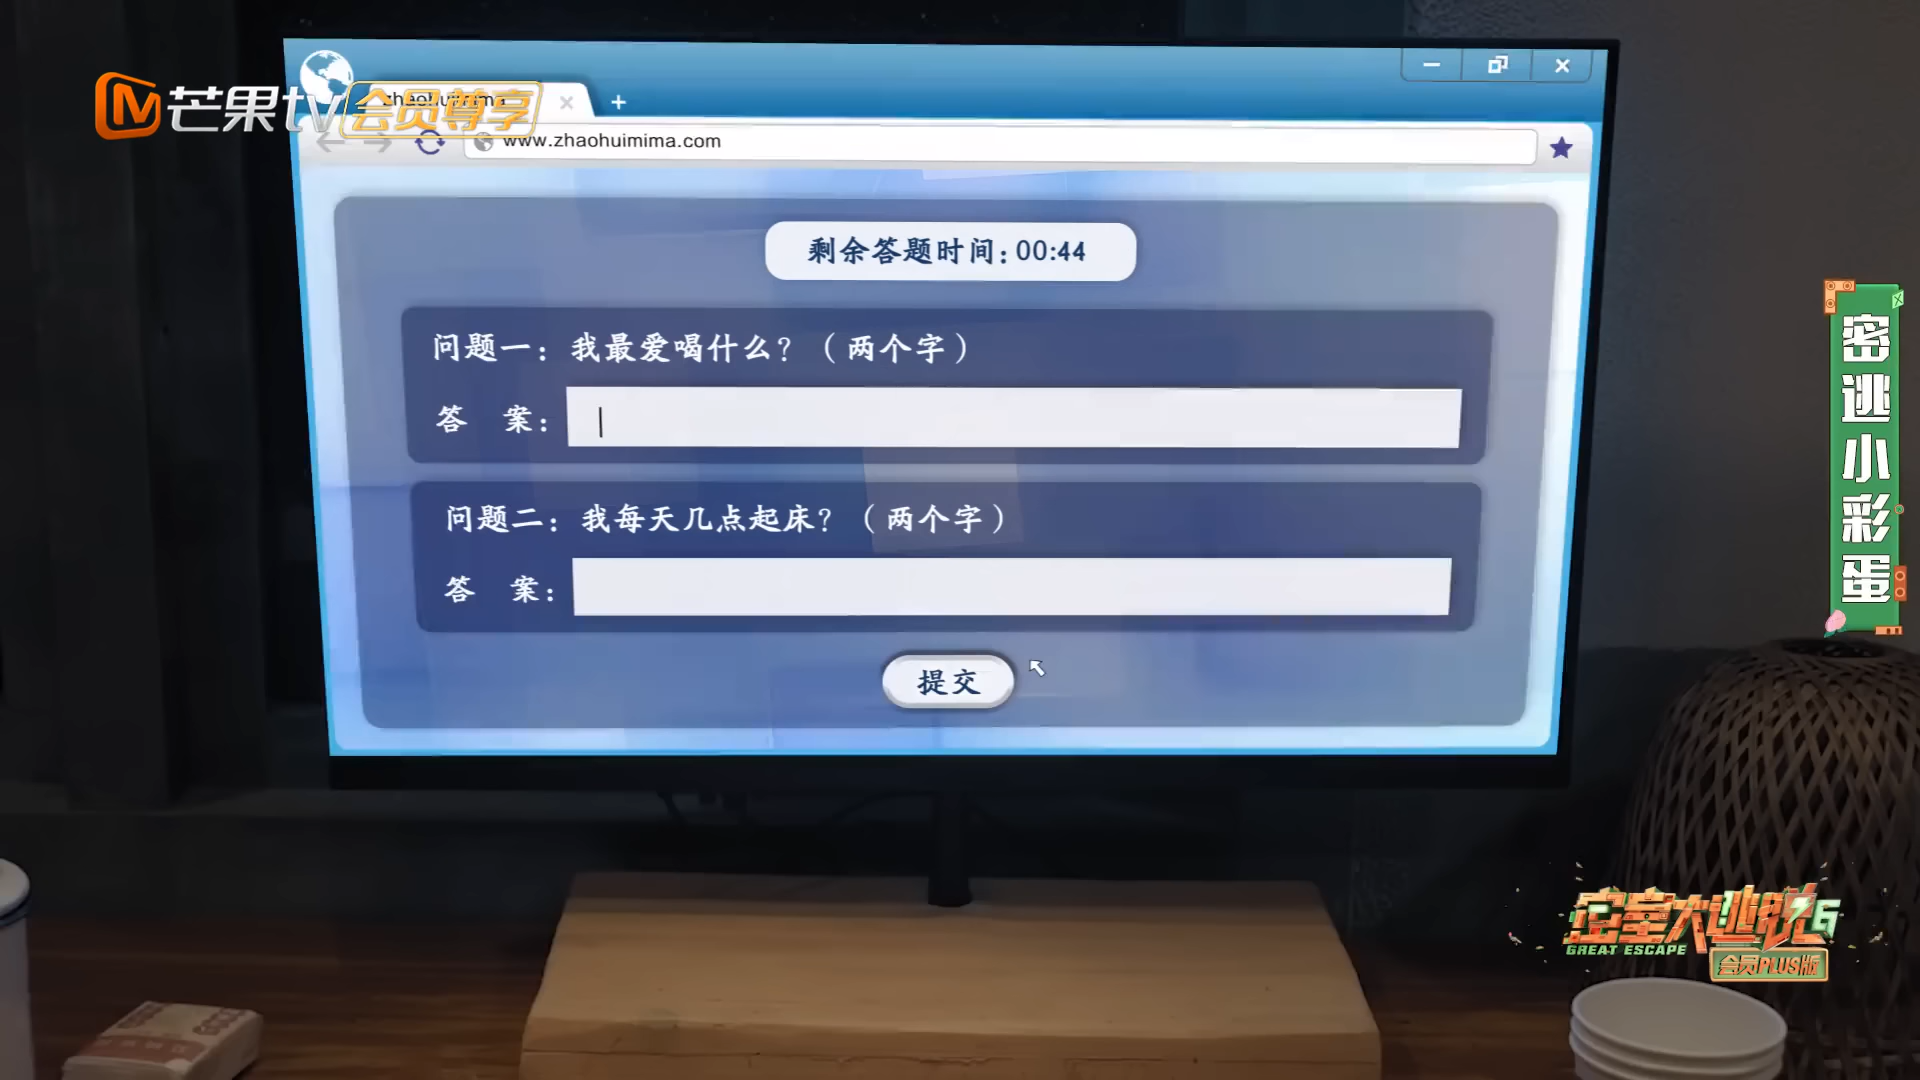 芒果tv
会员尊享
www.zhaohuimima.com
剩余答题时间:00:44
问题一：我最爱喝什么？（两个字）
答 案：
问题二：我每天几点起床？（两个字）
答 案：
提交
密逃小彩蛋
密室大逃脱6
GREAT ESCAPE
会员PLUS版